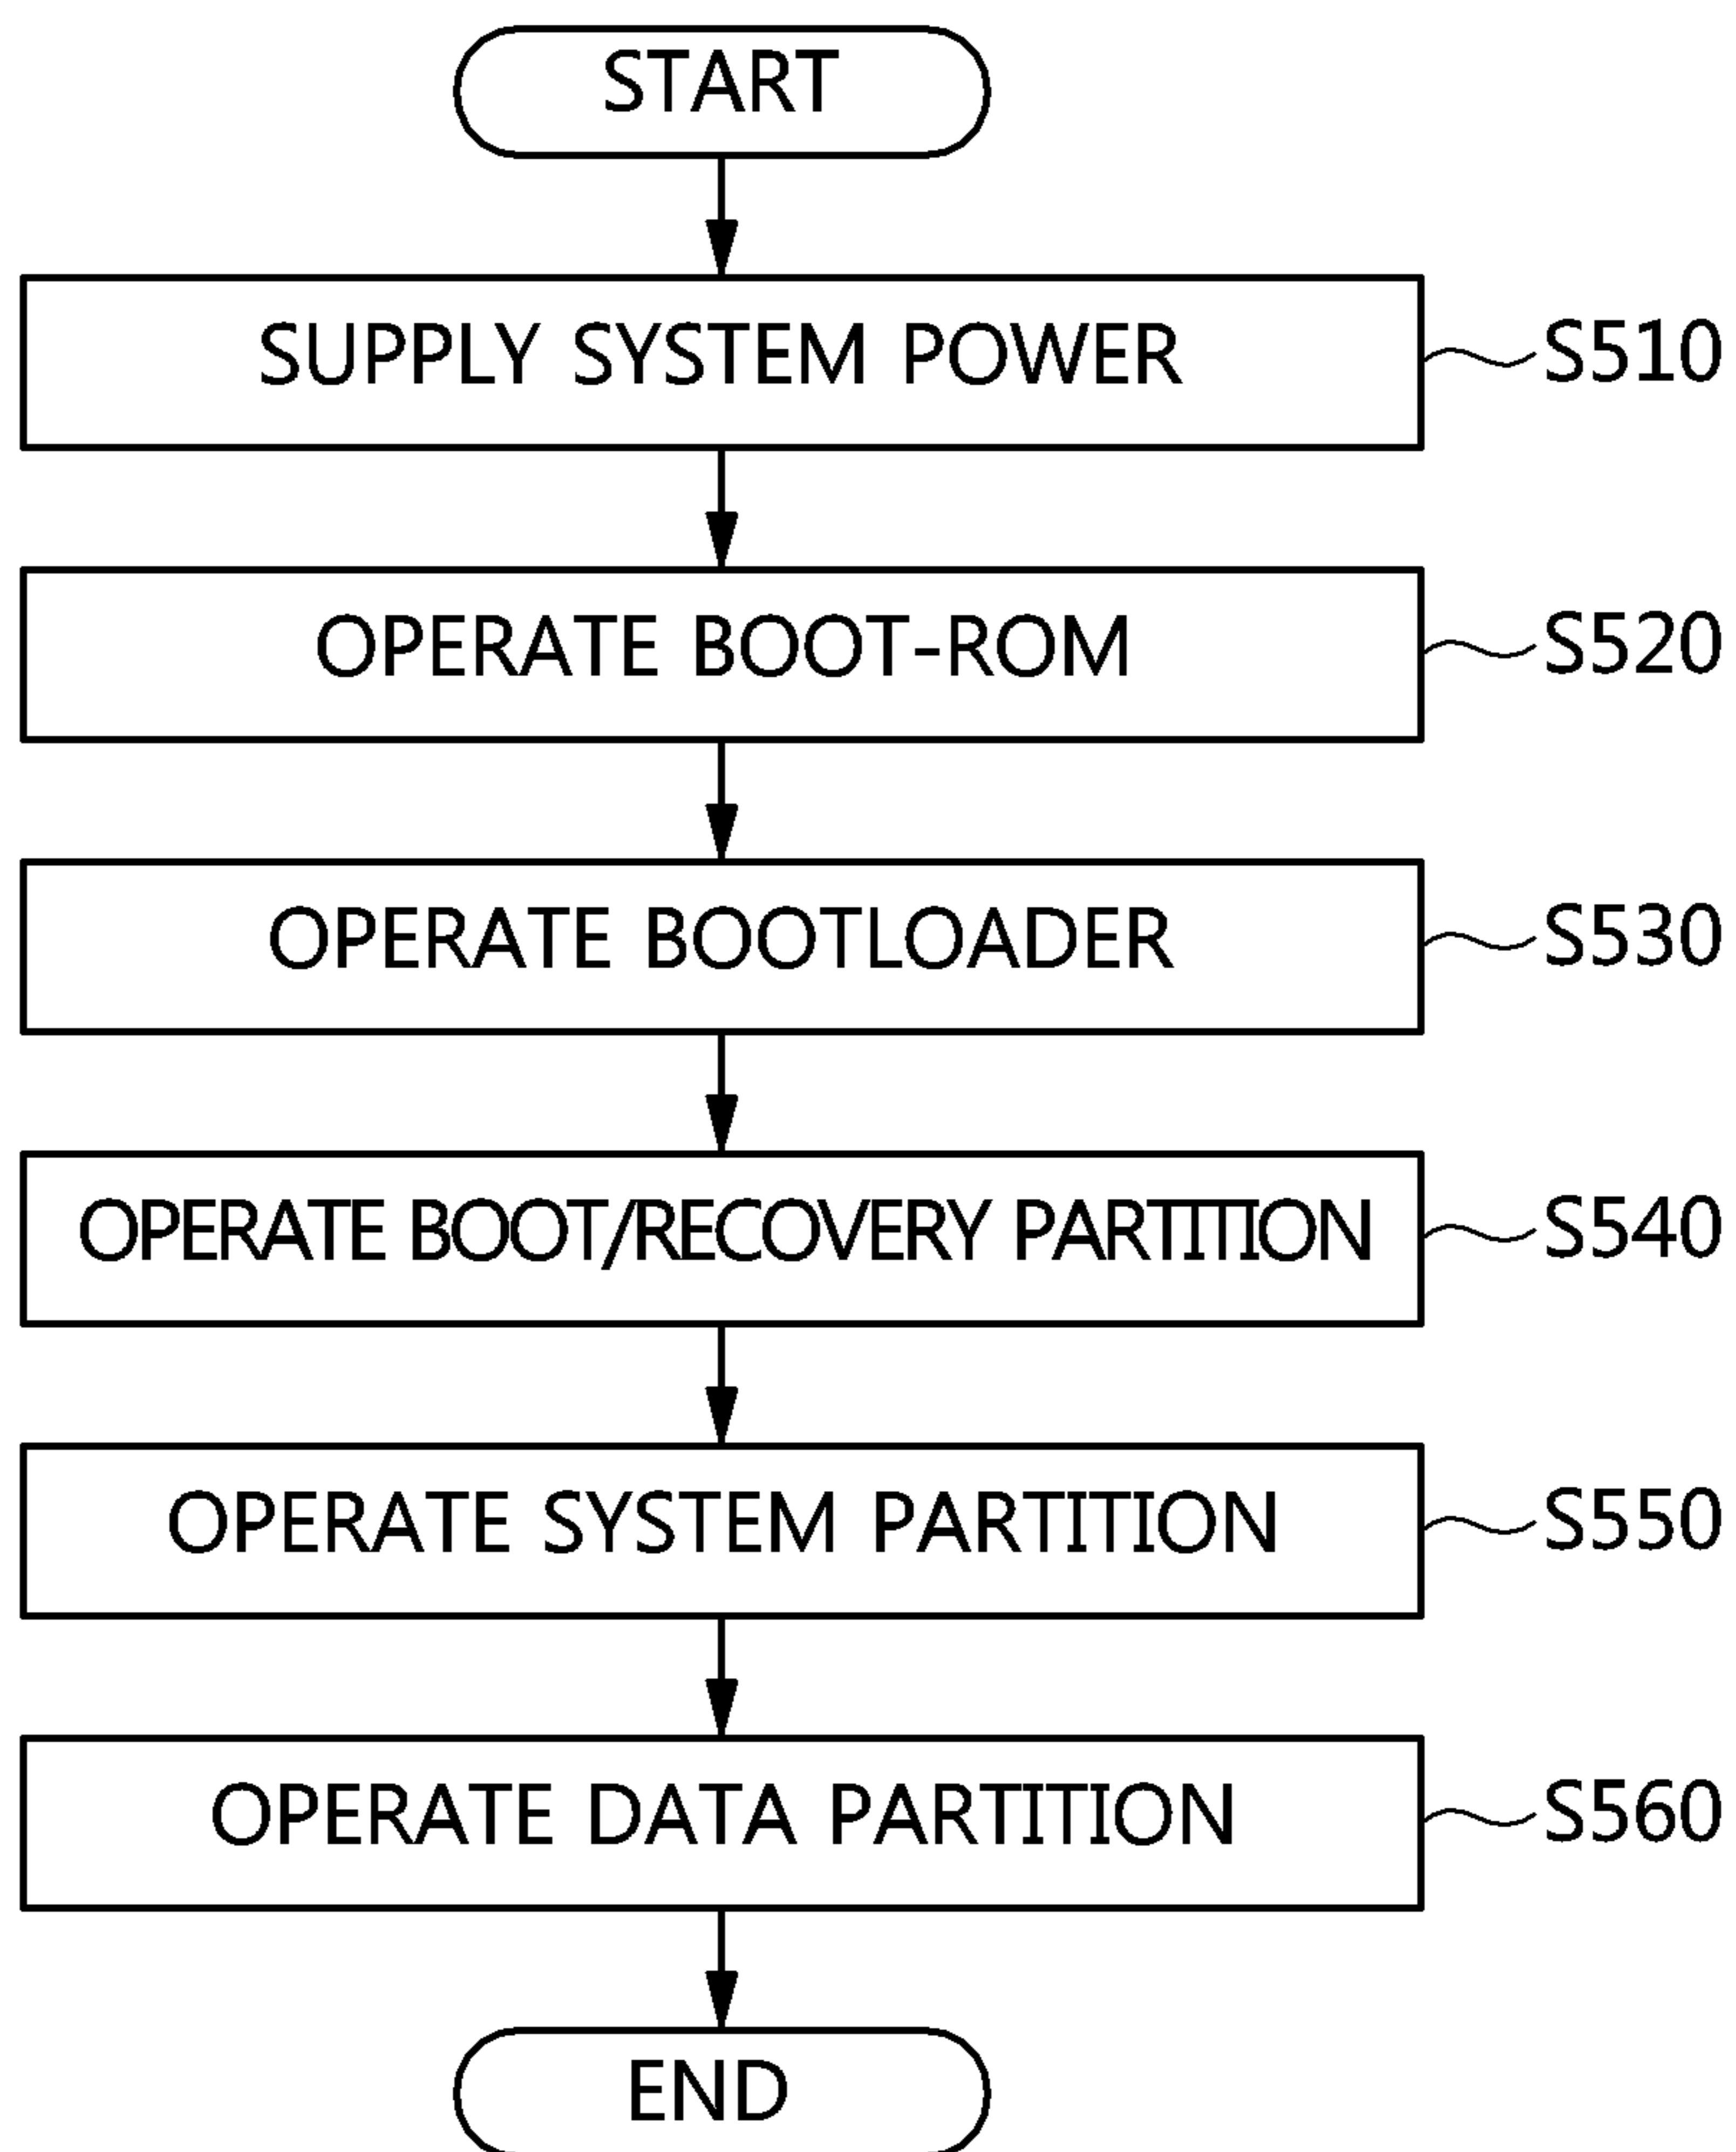 START
SUPPLY SYSTEM POWER S510
OPERATE BOOT-ROM S520
OPERATE BOOTLOADER S530
OPERATE BOOT/RECOVERY PARTITION S540
OPERATE SYSTEM PARTITION S550
OPERATE DATA PARTITION S560
END